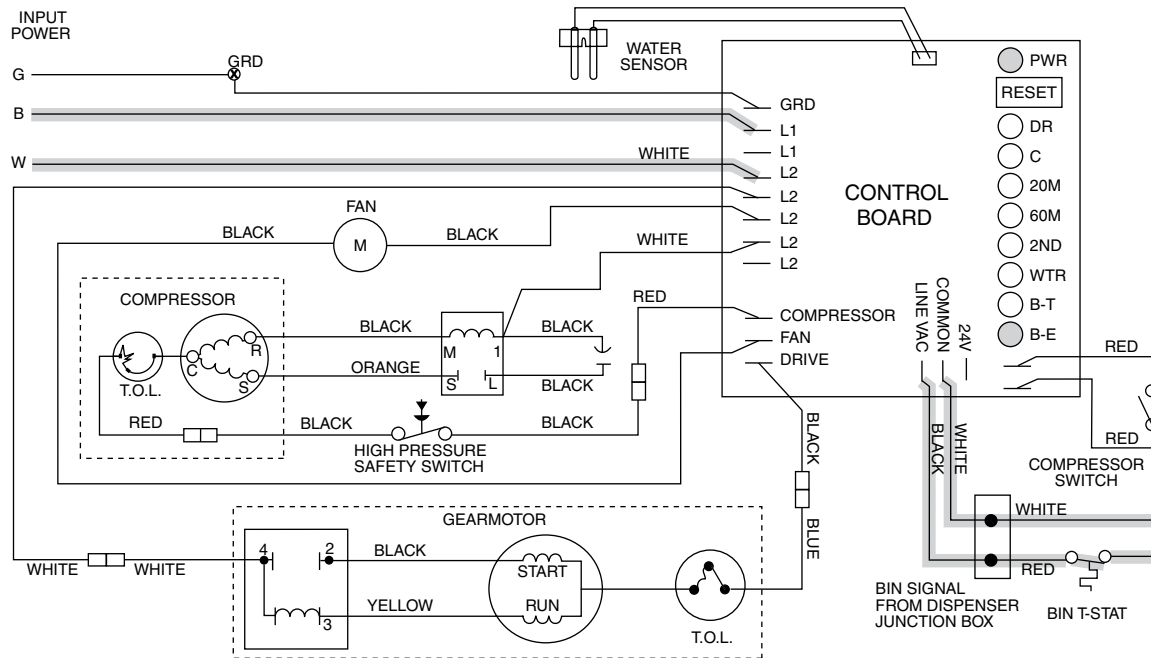 INPUT
POWER
G
GRD
B
W
WHITE
WATER
SENSOR
GRD
L1
L1
L2
L2
L2
L2
L2
CONTROL
BOARD
PWR
RESET
DR
C
20M
60M
2ND
WTR
B-T
B-E
FAN
M
BLACK
BLACK
WHITE
RED
COMPRESSOR
FAN
DRIVE
LINE VAC
COMMON
24V
COMPRESSOR
T.O.L.
C
R
S
BLACK
ORANGE
M
1
S
L
BLACK
BLACK
RED
BLACK
BLACK
HIGH PRESSURE
SAFETY SWITCH
RED
RED
COMPRESSOR
SWITCH
BLACK
WHITE
WHITE
RED
BIN SIGNAL
FROM DISPENSER
JUNCTION BOX
BIN T-STAT
BLACK
BLUE
GEARMOTOR
WHITE
WHITE
4
2
3
BLACK
YELLOW
START
RUN
T.O.L.